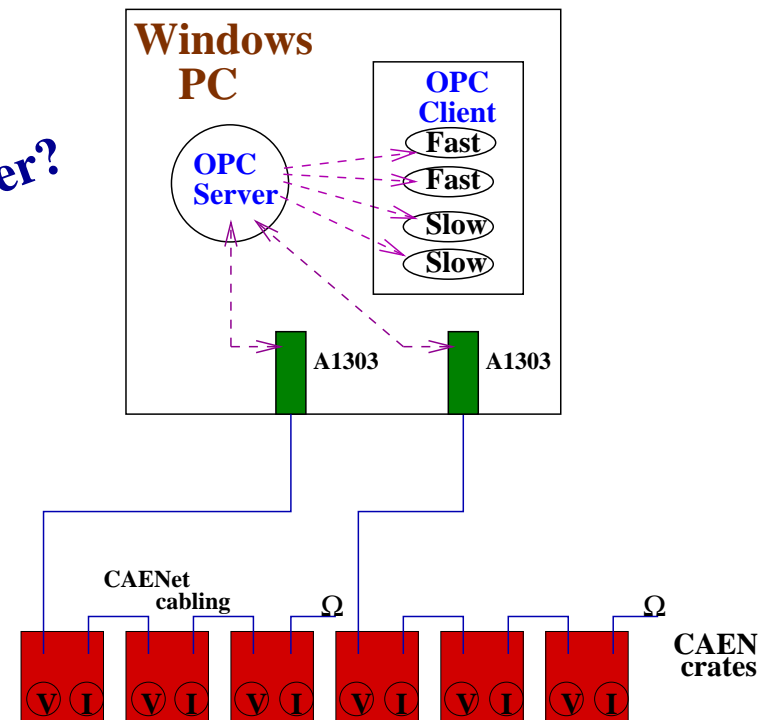 Windows
PC
er?
OPC
Server
OPC
Client
Fast
Fast
Slow
Slow
A1303
A1303
CAENet
cabling
Ω
Ω
CAEN
crates
V I V I V I V I V I V I